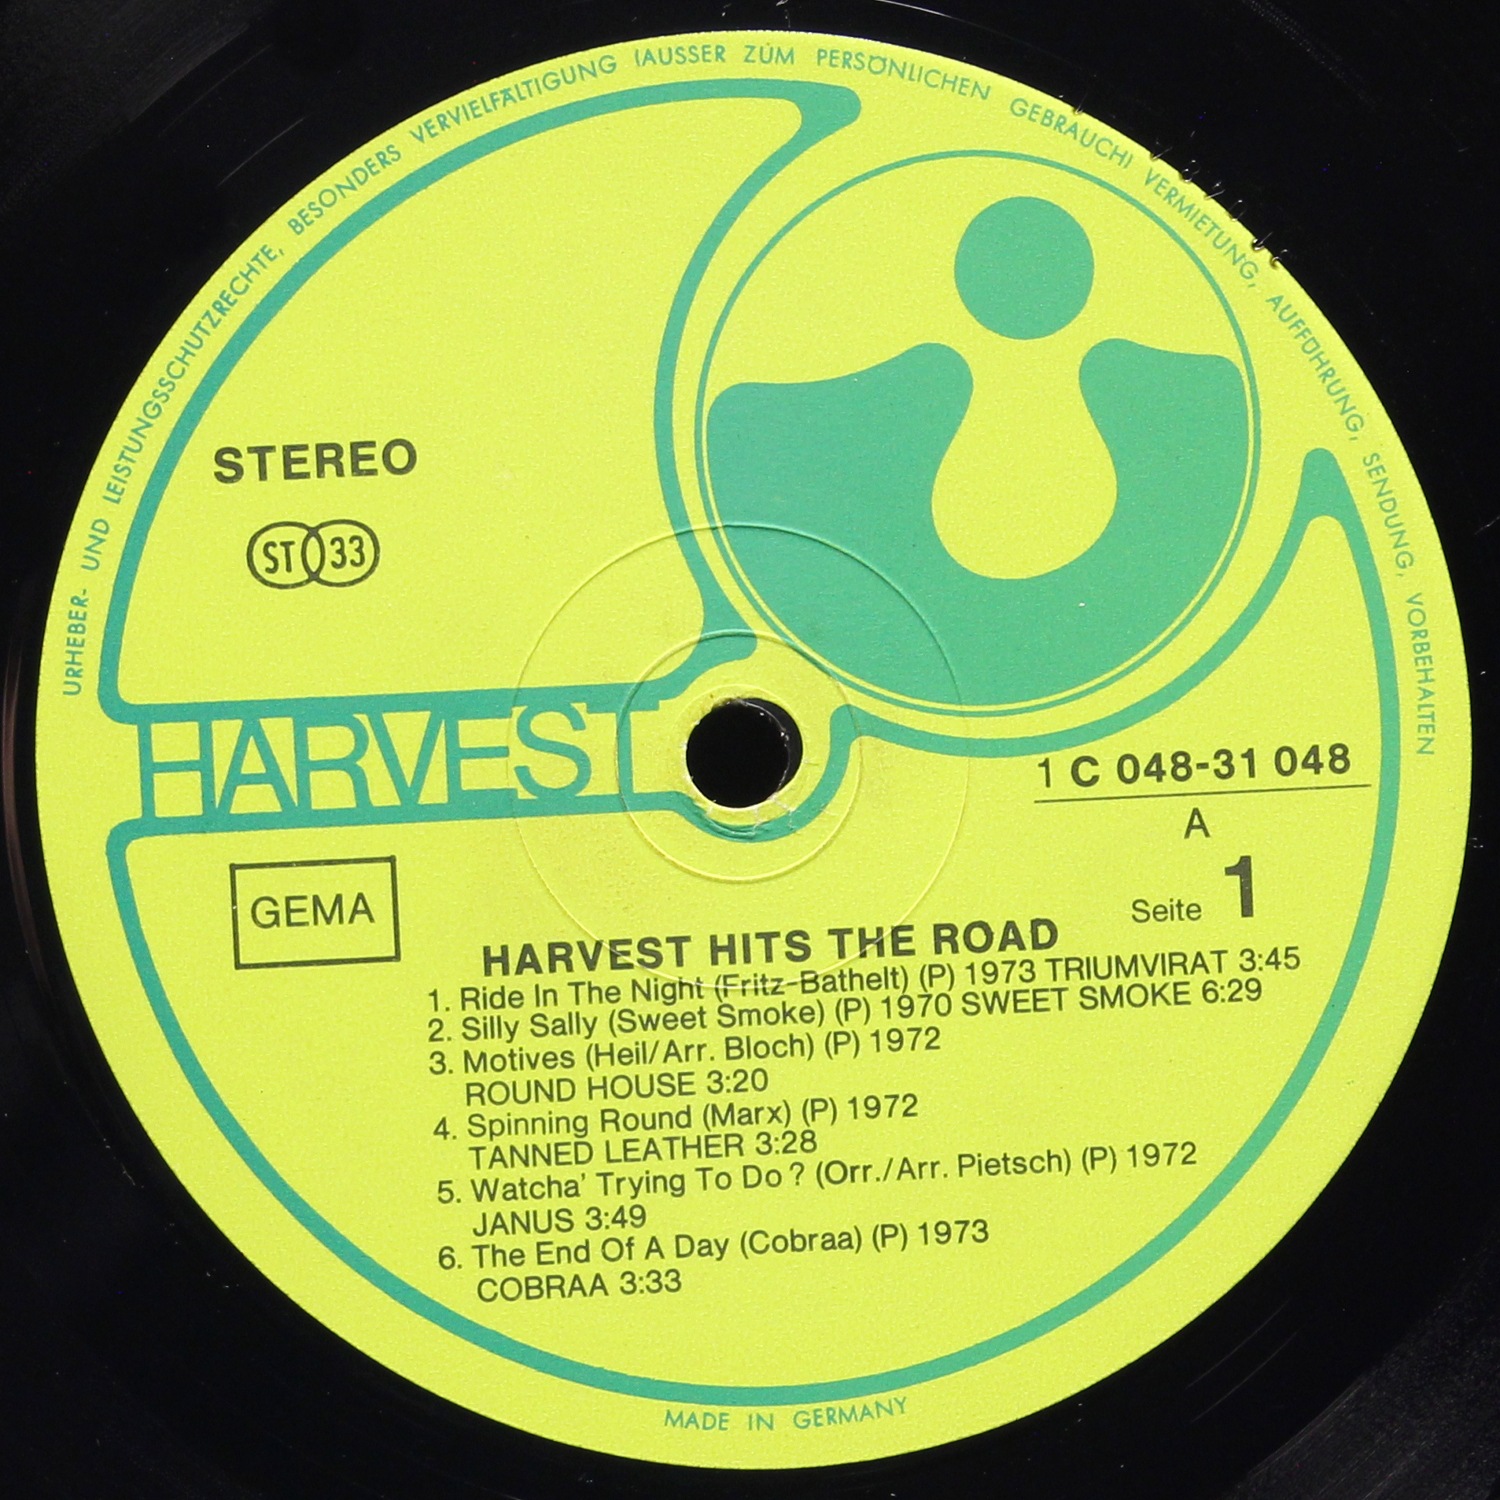 URHEBER- UND LEISTUNGSSCHUTZRECHTE, BESONDERS VERVIELFÄLTIGUNG (AUSSER ZUM PERSÖNLICHEN GEBRAUCH) VERMIETUNG, AUFFÜHRUNG, SENDUNG, VORBEHALTEN
STEREO
ST 33
HARVEST
1 C 048-31 048
A
Seite 1
GEMA
HARVEST HITS THE ROAD
1. Ride In The Night (Fritz-Bathelt) (P) 1973 TRIUMVIRAT 3:45
2. Silly Sally (Sweet Smoke) (P) 1970 SWEET SMOKE 6:29
3. Motives (Heil/Arr. Bloch) (P) 1972
ROUND HOUSE 3:20
4. Spinning Round (Marx) (P) 1972
TANNED LEATHER 3:28
5. Watcha' Trying To Do? (Orr./Arr. Pietsch) (P) 1972
JANUS 3:49
6. The End Of A Day (Cobraa) (P) 1973
COBRAA 3:33
MADE IN GERMANY